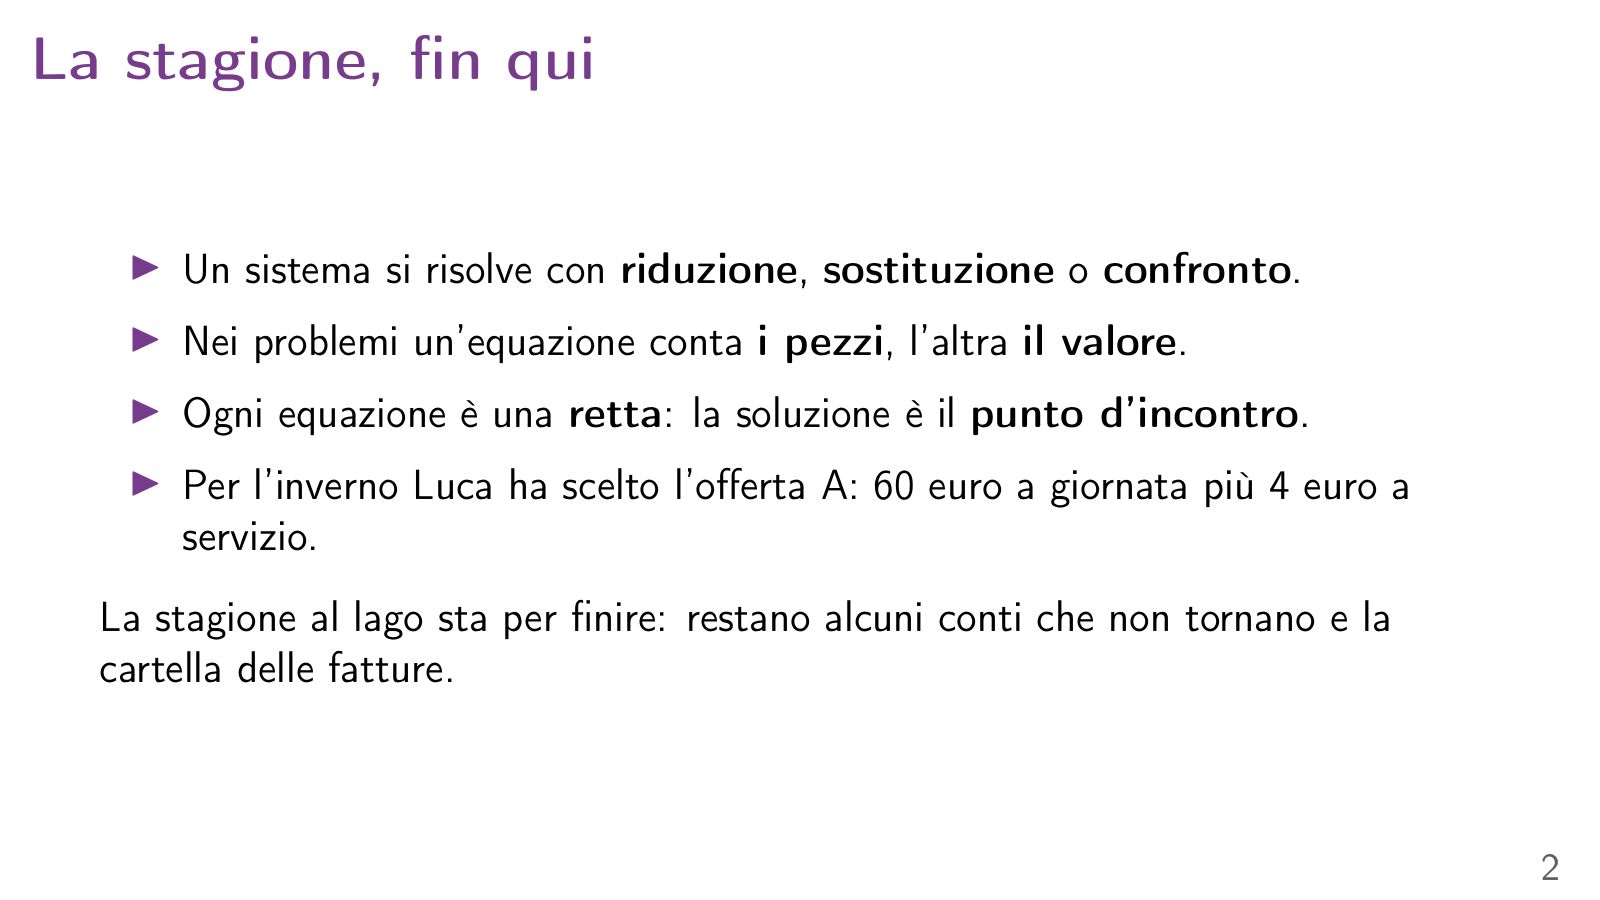 La stagione, fin qui
Un sistema si risolve con riduzione, sostituzione o confronto.
Nei problemi un'equazione conta i pezzi, l'altra il valore.
Ogni equazione è una retta: la soluzione è il punto d'incontro.
Per l'inverno Luca ha scelto l'offerta A: 60 euro a giornata più 4 euro a
servizio.
La stagione al lago sta per finire: restano alcuni conti che non tornano e la
cartella delle fatture.
2